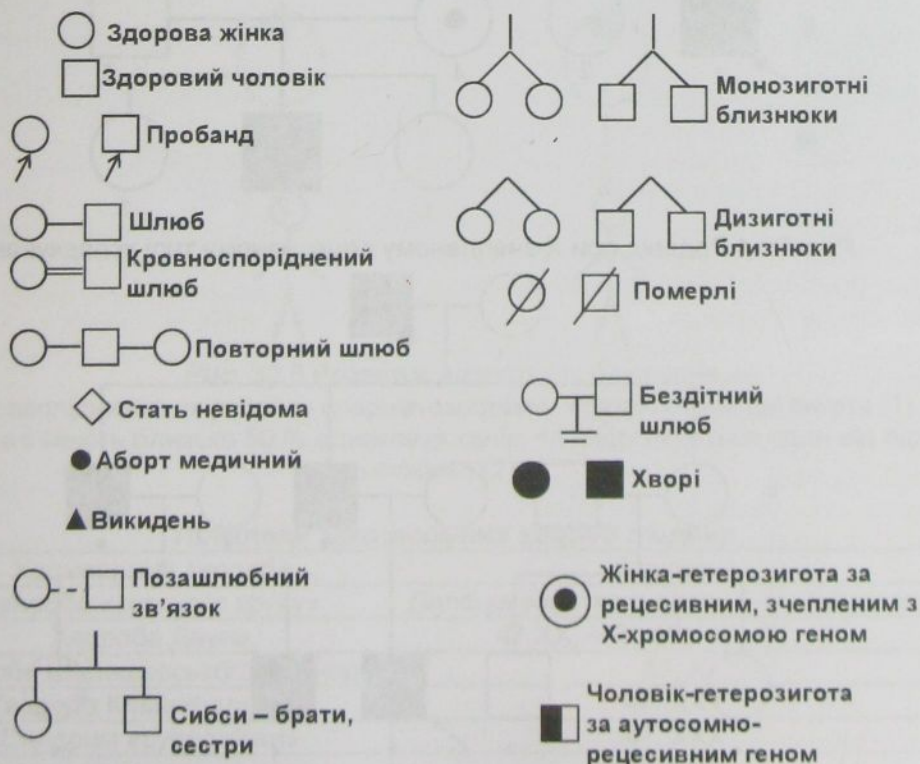 Здорова жінка
Здоровий чоловік
Пробанд
Шлюб
Кровноспоріднений
шлюб
Повторний шлюб
Стать невідома
Аборт медичний
Викидень
Позашлюбний
зв'язок
Сибси – брати,
сестри
Монозиготні
близнюки
Дизиготні
близнюки
Померлі
Бездітний
шлюб
Хворі
Жінка-гетерозигота за
рецесивним, зчепленим з
Х-хромосомою геном
Чоловік-гетерозигота
за аутосомно-
рецесивним геном